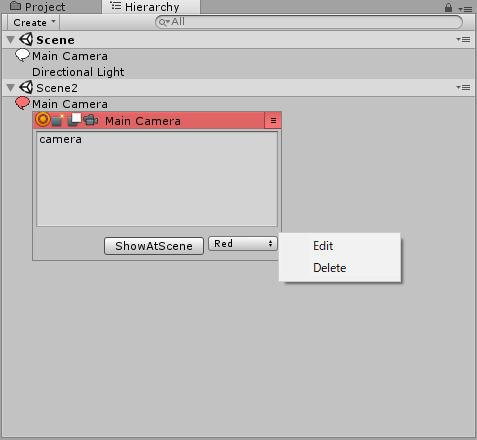 Project
Hierarchy
Create
All
Scene
Main Camera
Directional Light
Scene2
Main Camera
Main Camera
camera
ShowAtScene
Red
Edit
Delete